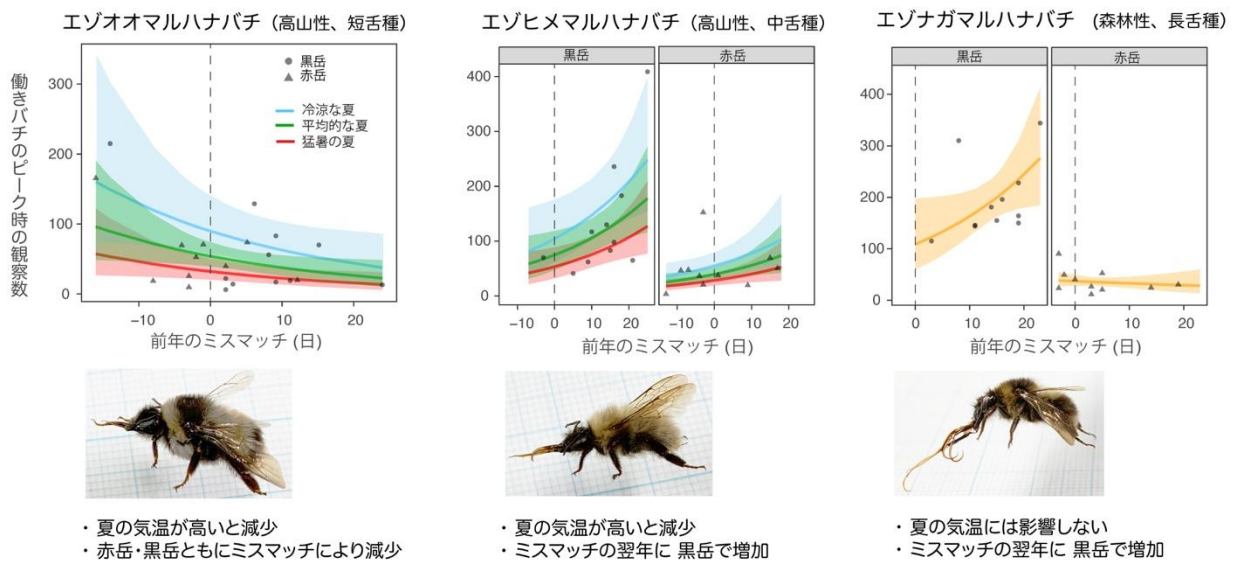 エゾオオマルハナバチ（高山性、短舌種）
エゾヒメマルハナバチ（高山性、中舌種）
エゾナガマルハナバチ （森林性、長舌種）
働きバチのピーク時の観察数
300
200
100
0
−10
0
10
20
黒岳
赤岳
冷涼な夏
平均的な夏
猛暑の夏
前年のミスマッチ (日)
黒岳
赤岳
400
300
200
100
0
−10
0
10
20
−10
0
10
20
前年のミスマッチ (日)
黒岳
赤岳
400
300
200
100
0
0
10
20
0
10
20
前年のミスマッチ (日)
・夏の気温が高いと減少
・赤岳・黒岳ともにミスマッチにより減少
・夏の気温が高いと減少
・ミスマッチの翌年に 黒岳で増加
・夏の気温には影響しない
・ミスマッチの翌年に 黒岳で増加